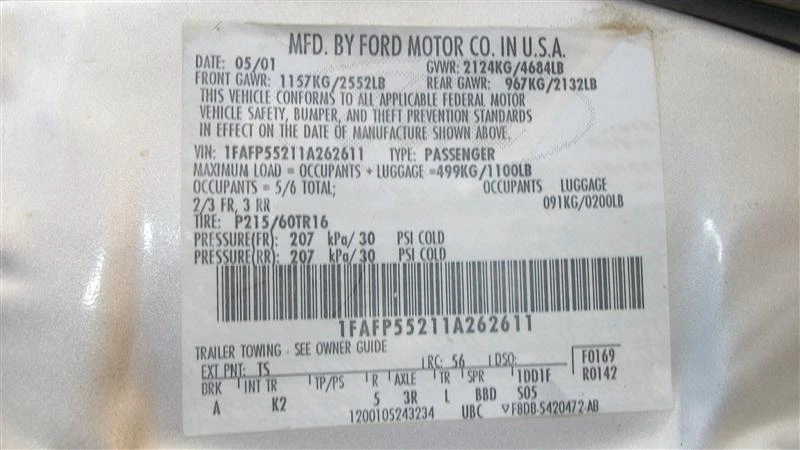 MFD. BY FORD MOTOR CO. IN U.S.A.
DATE: 05/01 GVWR: 2124KG/4684LB
FRONT GAWR: 1157KG/2552LB REAR GAWR: 967KG/2132LB
THIS VEHICLE CONFORMS TO ALL APPLICABLE FEDERAL MOTOR
VEHICLE SAFETY, BUMPER, AND THEFT PREVENTION STANDARDS
IN EFFECT ON THE DATE OF MANUFACTURE SHOWN ABOVE.
VIN: 1FAFP55211A262611 TYPE: PASSENGER
MAXIMUM LOAD = OCCUPANTS + LUGGAGE =499KG/1100LB
OCCUPANTS = 5/6 TOTAL; OCCUPANTS LUGGAGE
2/3 FR, 3 RR 091KG/0200LB
TIRE: P215/60TR16
PRESSURE(FR): 207 kPa/30 PSI COLD
PRESSURE(RR): 207 kPa/30 PSI COLD
1FAFP55211A262611
TRAILER TOWING - SEE OWNER GUIDE
EXT PNT: TS RC: 56 DSO: F0169
BRK INT TR TP/PS R AXLE TR SPR 1DD1F R0142
A K2 5 3R L BBD S05
1200105243234 UBC ▽F8DB-5420472-AB